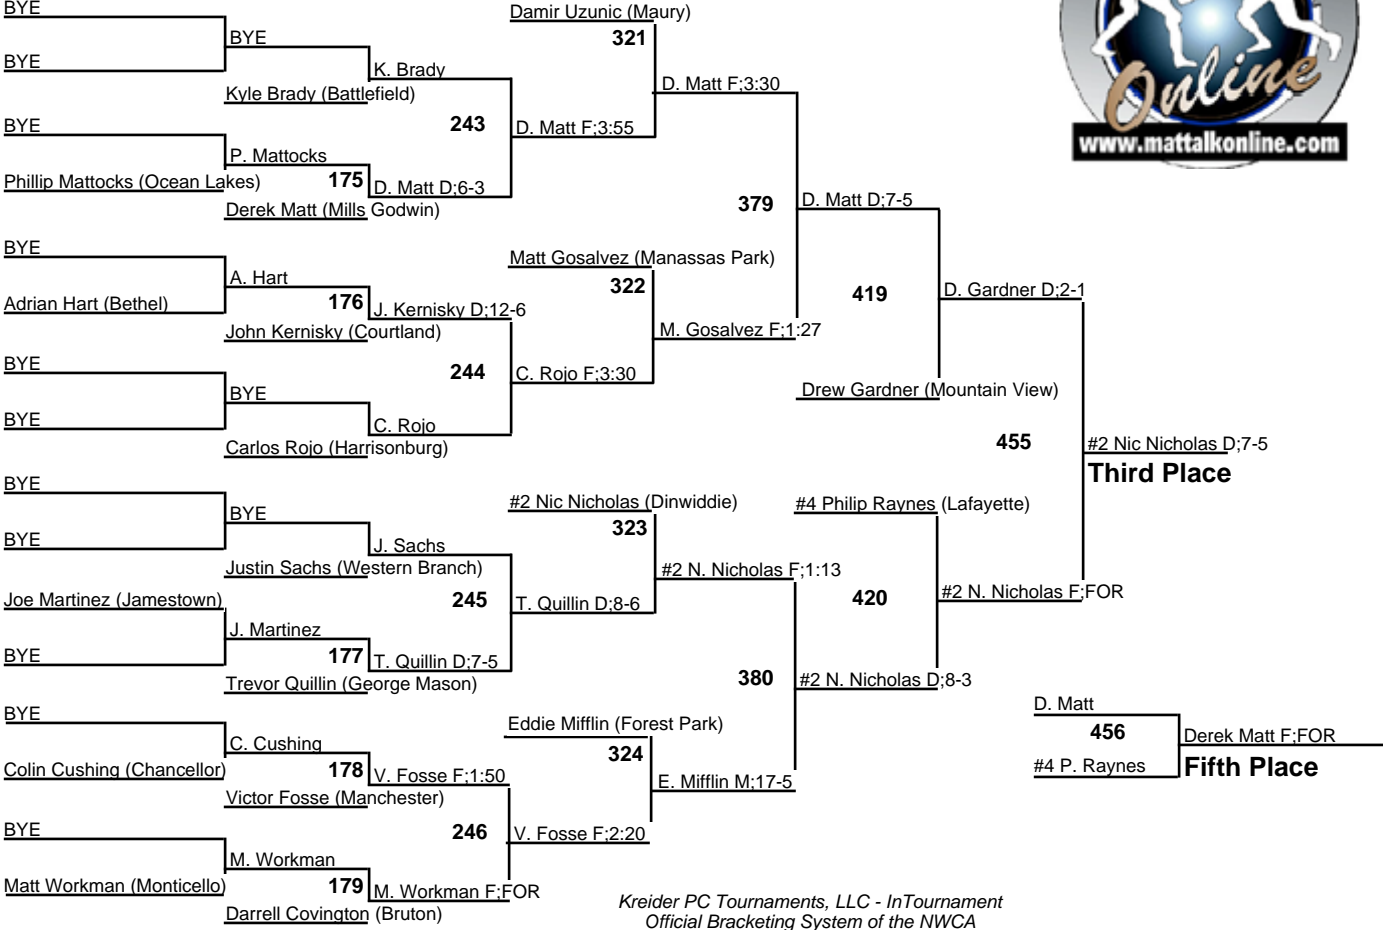 BYE
BYE
BYE
K. Brady
Kyle Brady (Battlefield)
BYE
P. Mattocks
Phillip Mattocks (Ocean Lakes)
175
D. Matt D;6-3
Derek Matt (Mills Godwin)
243
D. Matt F;3:55
Damir Uzunic (Maury)
321
D. Matt F;3:30
BYE
A. Hart
Adrian Hart (Bethel)
176
J. Kernisky D;12-6
John Kernisky (Courtland)
BYE
BYE
BYE
C. Rojo
Carlos Rojo (Harrisonburg)
244
C. Rojo F;3:30
Matt Gosalvez (Manassas Park)
322
M. Gosalvez F;1:27
379
D. Matt D;7-5
419
D. Gardner D;2-1
Drew Gardner (Mountain View)
455
#2 Nic Nicholas D;7-5
Third Place
BYE
BYE
BYE
J. Sachs
Justin Sachs (Western Branch)
Joe Martinez (Jamestown)
J. Martinez
BYE
177
T. Quillin D;7-5
Trevor Quillin (George Mason)
245
T. Quillin D;8-6
#2 Nic Nicholas (Dinwiddie)
323
#2 N. Nicholas F;1:13
#4 Philip Raynes (Lafayette)
420
#2 N. Nicholas F;FOR
380
#2 N. Nicholas D;8-3
BYE
C. Cushing
Colin Cushing (Chancellor)
178
V. Fosse F;1:50
Victor Fosse (Manchester)
BYE
M. Workman
Matt Workman (Monticello)
179
M. Workman F;FOR
Darrell Covington (Bruton)
246
V. Fosse F;2:20
Eddie Mifflin (Forest Park)
324
E. Mifflin M;17-5
D. Matt
456
#4 P. Raynes
Derek Matt F;FOR
Fifth Place
Online
www.mattalkonline.com
Kreider PC Tournaments, LLC - InTournament
Official Bracketing System of the NWCA